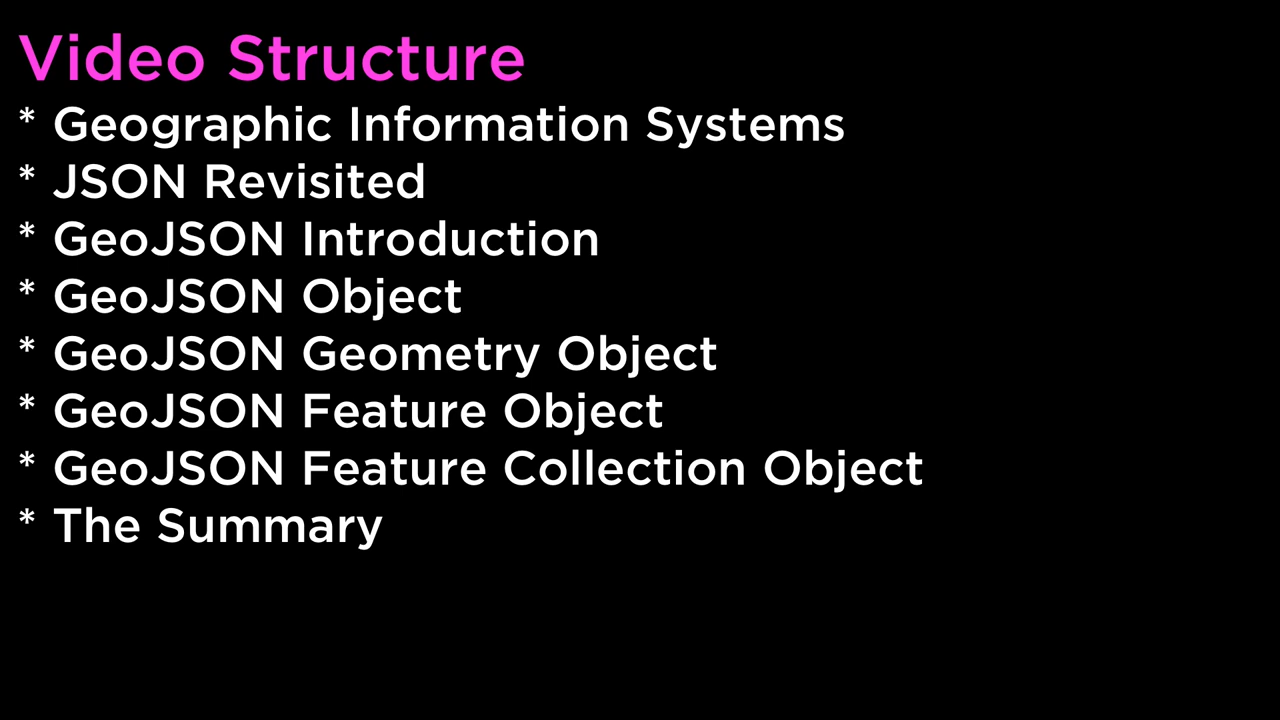 Video Structure
* Geographic Information Systems
* JSON Revisited
* GeoJSON Introduction
* GeoJSON Object
* GeoJSON Geometry Object
* GeoJSON Feature Object
* GeoJSON Feature Collection Object
* The Summary